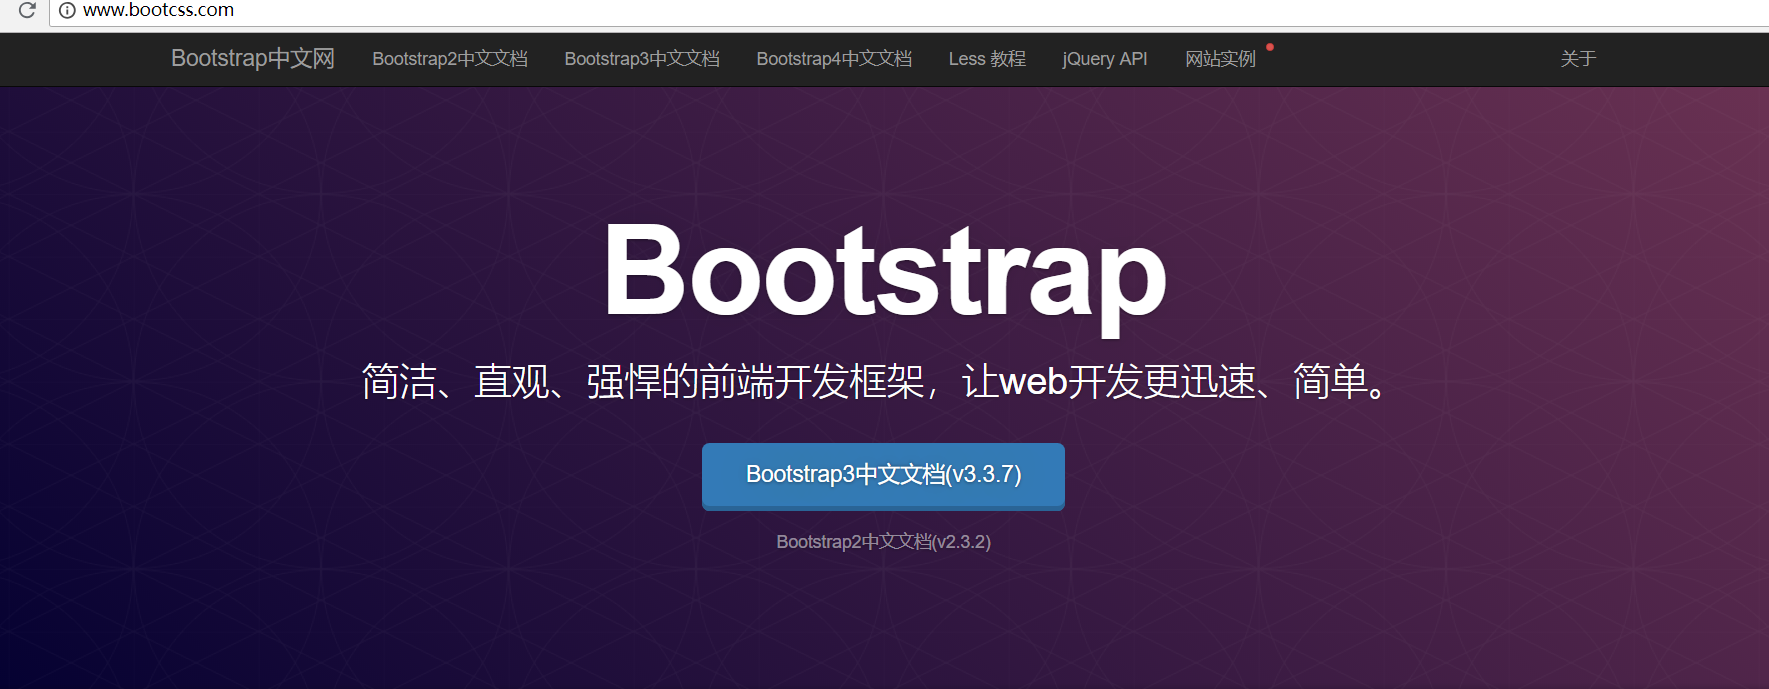 www.bootcss.com
Bootstrap中文网 Bootstrap2中文文档 Bootstrap3中文文档 Bootstrap4中文文档 Less 教程 jQuery API 网站实例 关于
Bootstrap
简洁、直观、强悍的前端开发框架，让web开发更迅速、简单。
Bootstrap3中文文档(v3.3.7)
Bootstrap2中文文档(v2.3.2)